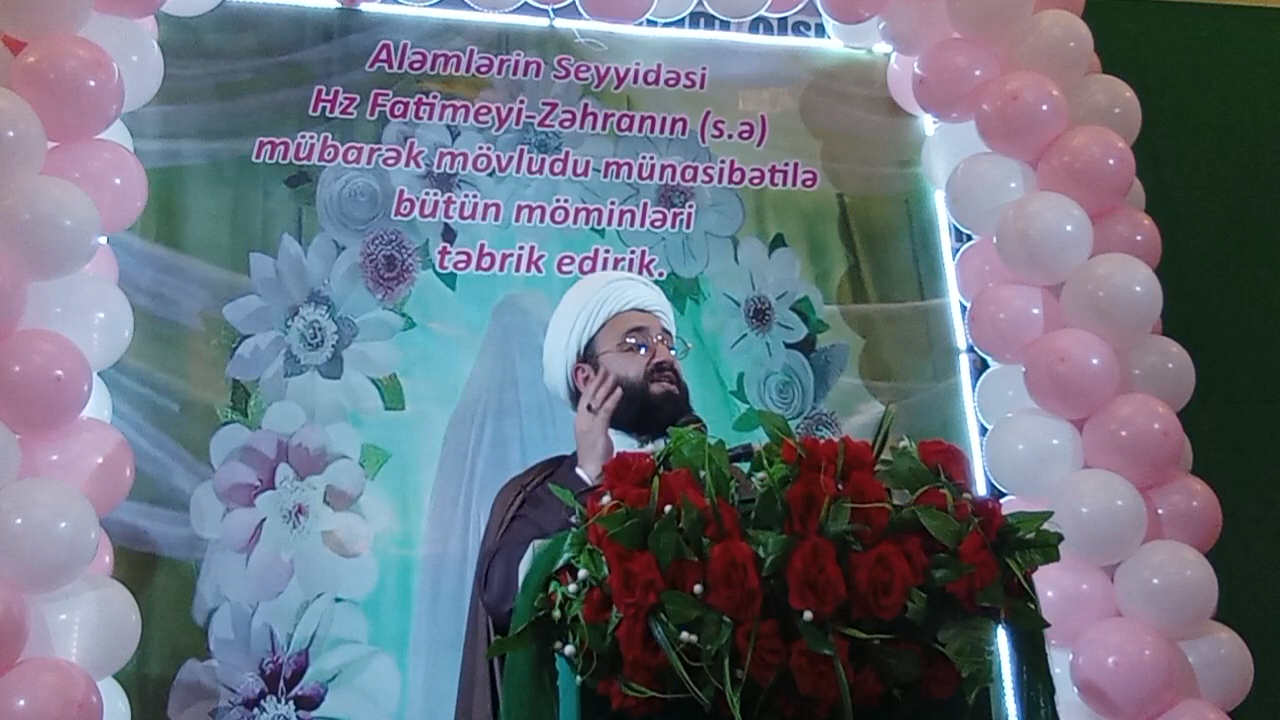 Aləmlərin Seyyidəsi
Hz Fatimeyi-Zəhranın (s.ə)
mübarək mövludu münasibətilə
bütün möminləri
təbrik edirik.